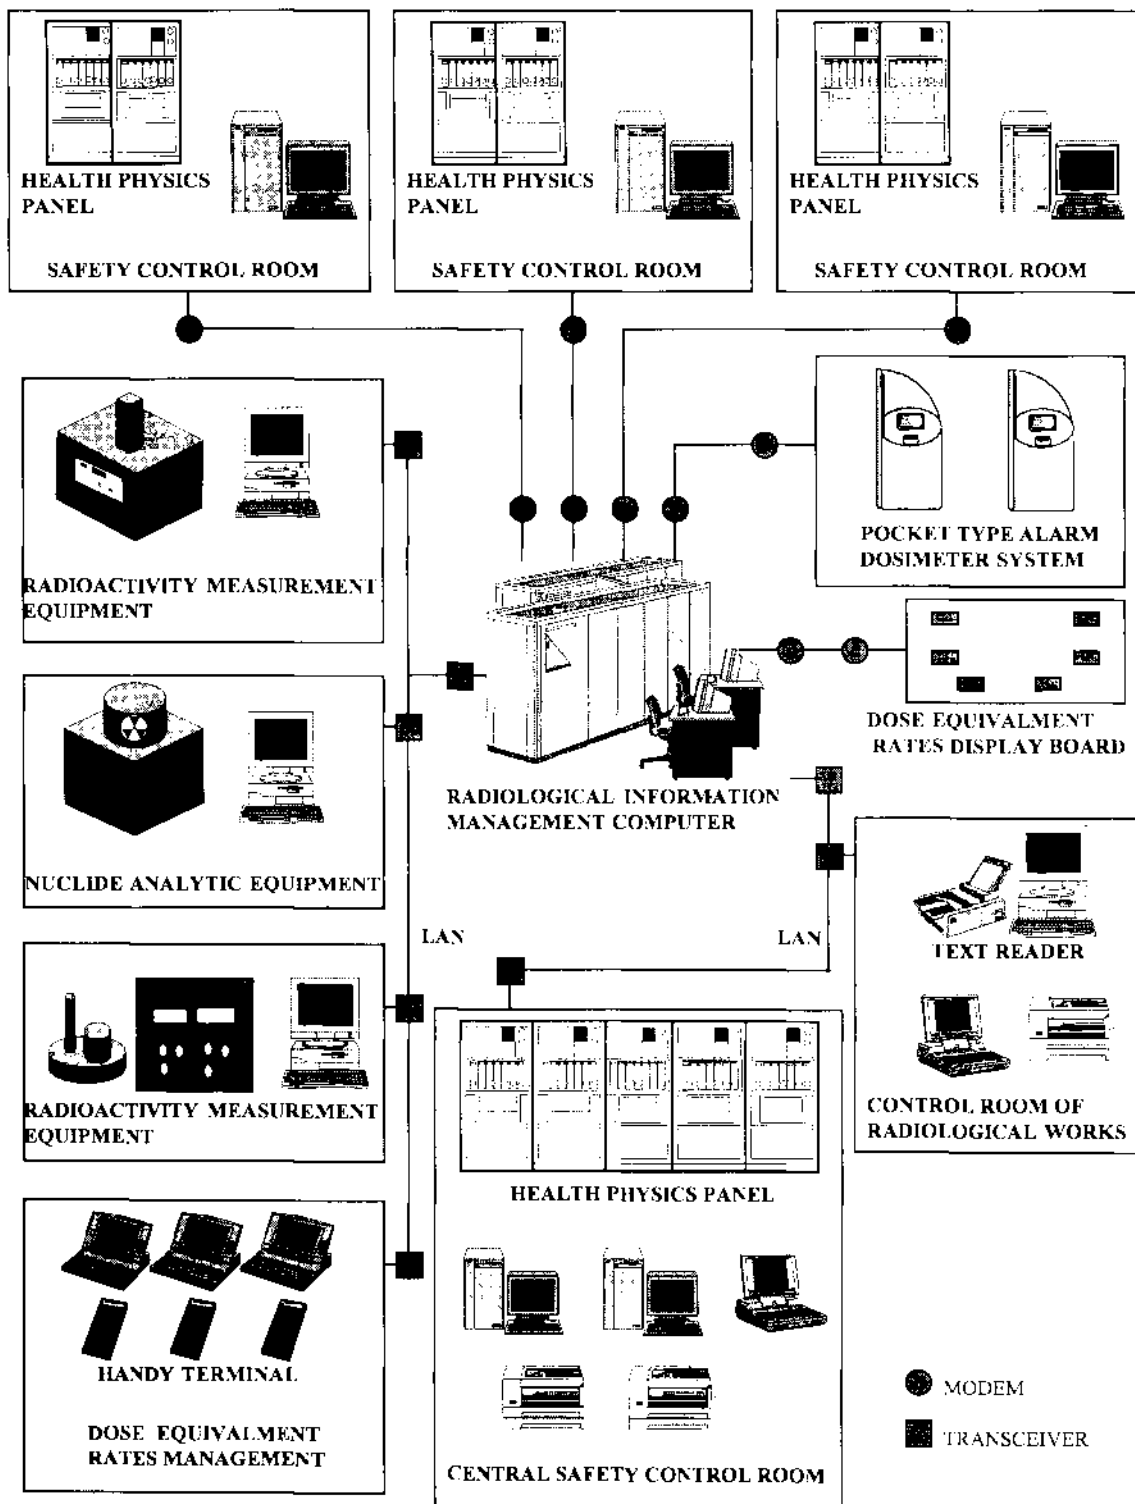 HEALTH PHYSICS
PANEL
SAFETY CONTROL ROOM
HEALTH PHYSICS
PANEL
SAFETY CONTROL ROOM
HEALTH PHYSICS
PANEL
SAFETY CONTROL ROOM
RADIOACTIVITY MEASUREMENT
EQUIPMENT
POCKET TYPE ALARM
DOSIMETER SYSTEM
DOSE EQUIVALMENT
RATES DISPLAY BOARD
RADIOLOGICAL INFORMATION
MANAGEMENT COMPUTER
NUCLIDE ANALYTIC EQUIPMENT
LAN
LAN
TEXT READER
CONTROL ROOM OF
RADIOLOGICAL WORKS
RADIOACTIVITY MEASUREMENT
EQUIPMENT
HEALTH PHYSICS PANEL
HANDY TERMINAL
DOSE EQUIVALMENT
RATES MANAGEMENT
CENTRAL SAFETY CONTROL ROOM
MODEM
TRANSCEIVER